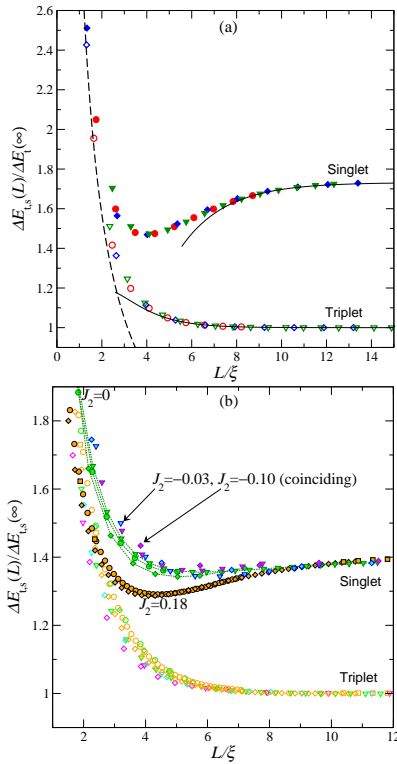 (a)
2.6
2.4
2.2
2
1.8
1.6
1.4
1.2
1
ΔE_{t,s}(L)/ΔE_t(∞)
Singlet
Triplet
0 2 4 6 8 10 12 14
L/ξ
(b)
J_2=0
1.8
1.6
1.4
1.2
1
ΔE_{t,s}(L)/ΔE_{t,s}(∞)
J_2=−0.03, J_2=−0.10 (coinciding)
Singlet
J_2=0.18
Triplet
2 4 6 8 10 12
L/ξ